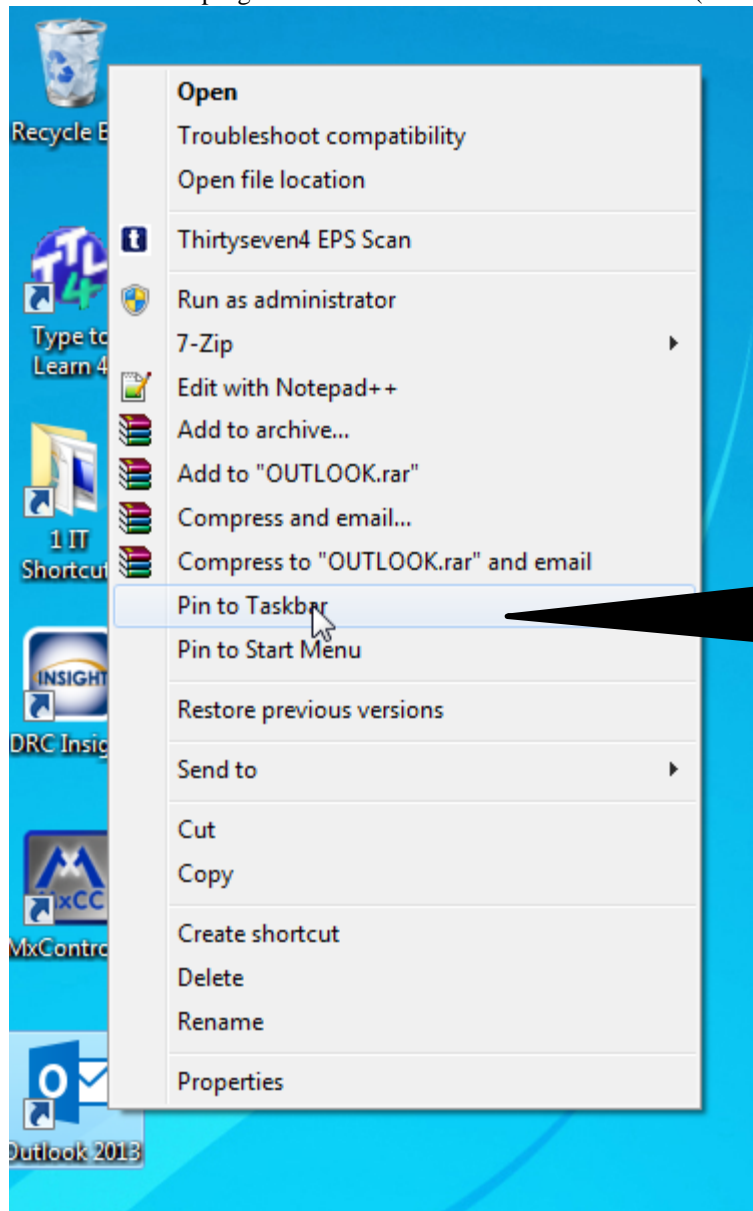 Recycle B
Type to
Learn 4
1 IT
Shortcut
INSIGHT
DRC Insig
xCC
MxContro
Outlook 2013
Open
Troubleshoot compatibility
Open file location
Thirtyseven4 EPS Scan
Run as administrator
7-Zip
Edit with Notepad++
Add to archive...
Add to "OUTLOOK.rar"
Compress and email...
Compress to "OUTLOOK.rar" and email
Pin to Taskbar
Pin to Start Menu
Restore previous versions
Send to
Cut
Copy
Create shortcut
Delete
Rename
Properties